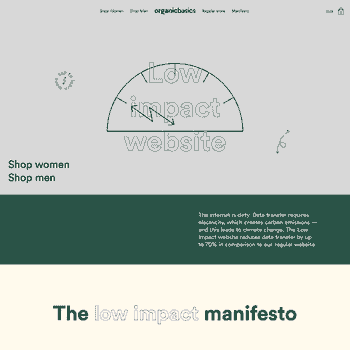 Shop Women Shop Men organicbasics Regular store Manifesto
Low
impact
website
Shop women
Shop men
The internet is dirty. Data transfer requires
electricity, which creates carbon emissions —
and this leads to climate change. The Low
Impact website reduces data transfer by up
to 70% in comparison to our regular website
The low impact manifesto